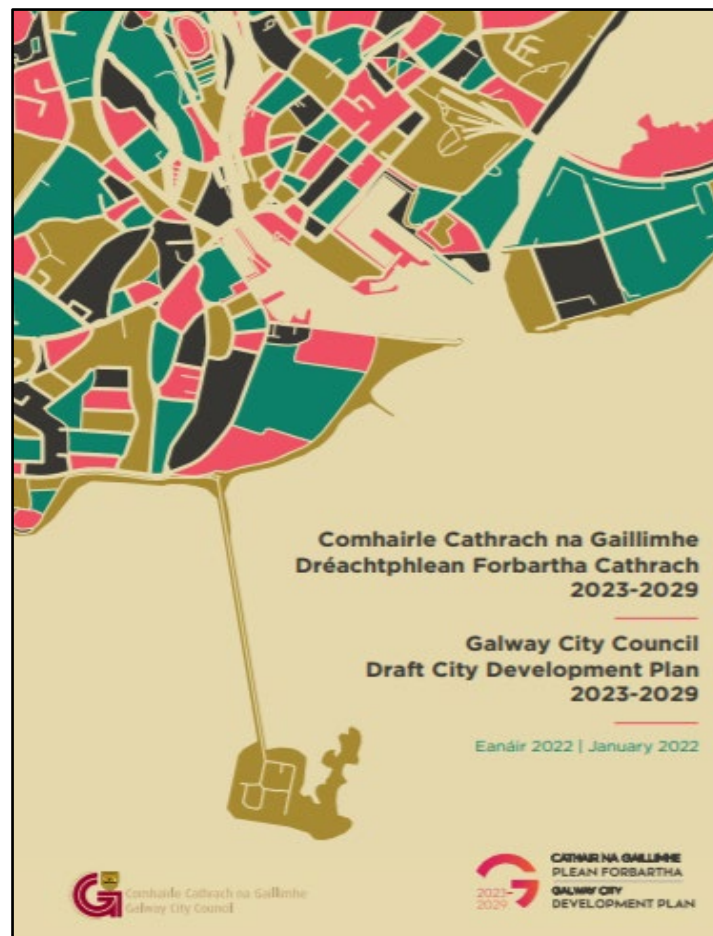 Comhairle Cathrach na Gaillimhe
Dréachtphlean Forbartha Cathrach
2023-2029
Galway City Council
Draft City Development Plan
2023-2029
Eanáir 2022 | January 2022
Comhairle Cathrach na Gaillimhe
Galway City Council
2023-
2029
CATHAIR NA GAILLIMHE
PLEAN FORBARTHA
GALWAY CITY
DEVELOPMENT PLAN